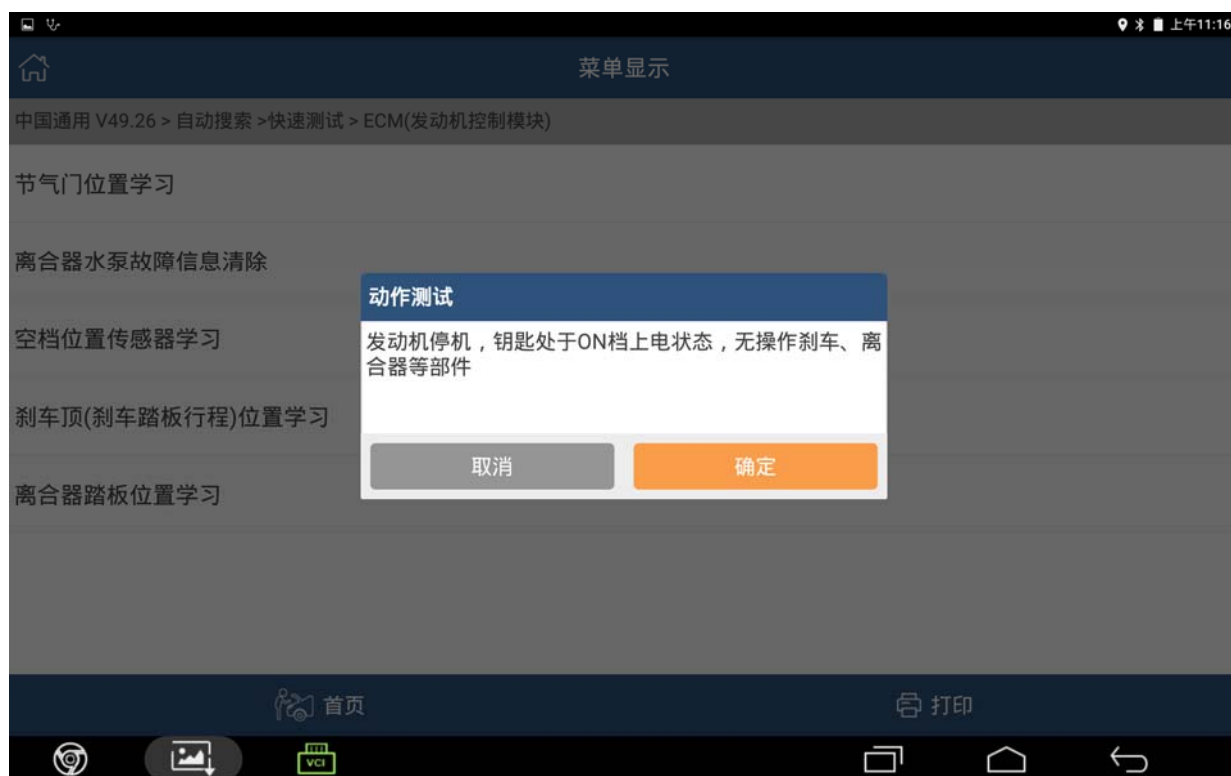 上午11:16
菜单显示
中国通用 V49.26 > 自动搜索 >快速测试 > ECM(发动机控制模块)
节气门位置学习
离合器水泵故障信息清除
空档位置传感器学习
刹车顶(刹车踏板行程)位置学习
离合器踏板位置学习
动作测试
发动机停机，钥匙处于ON档上电状态，无操作刹车、离
合器等部件
取消
确定
首页
打印
VCI